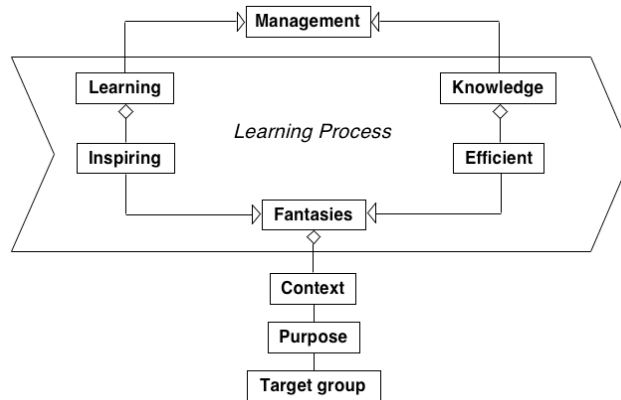 Management
Learning
Knowledge
Learning Process
Inspiring
Efficient
Fantasies
Context
Purpose
Target group